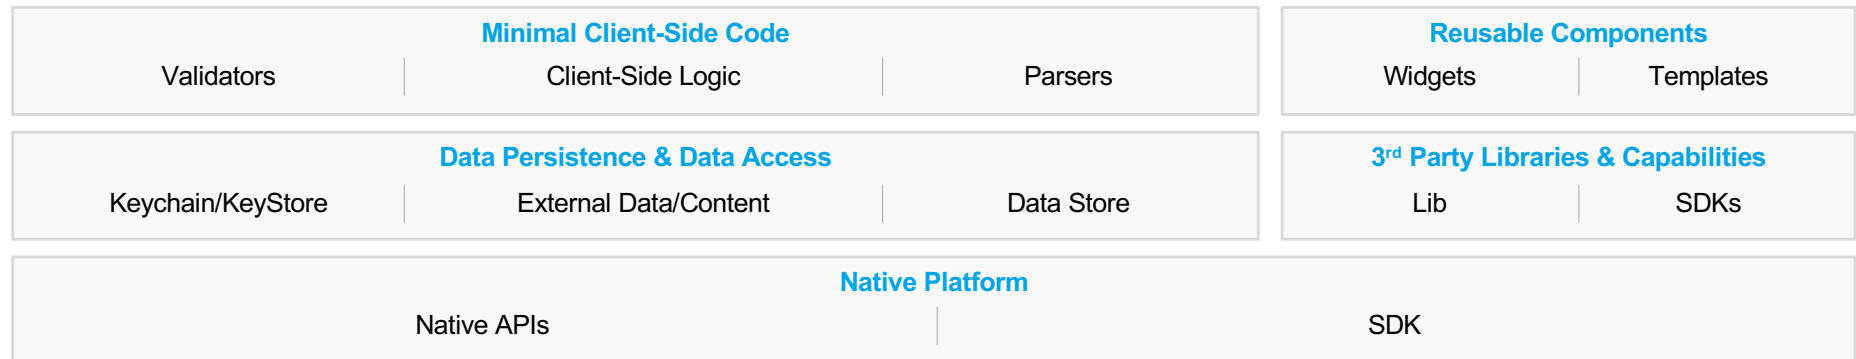 Minimal Client-Side Code
Validators Client-Side Logic Parsers
Reusable Components
Widgets Templates
Data Persistence & Data Access
Keychain/KeyStore External Data/Content Data Store
3rd Party Libraries & Capabilities
Lib SDKs
Native Platform
Native APIs SDK